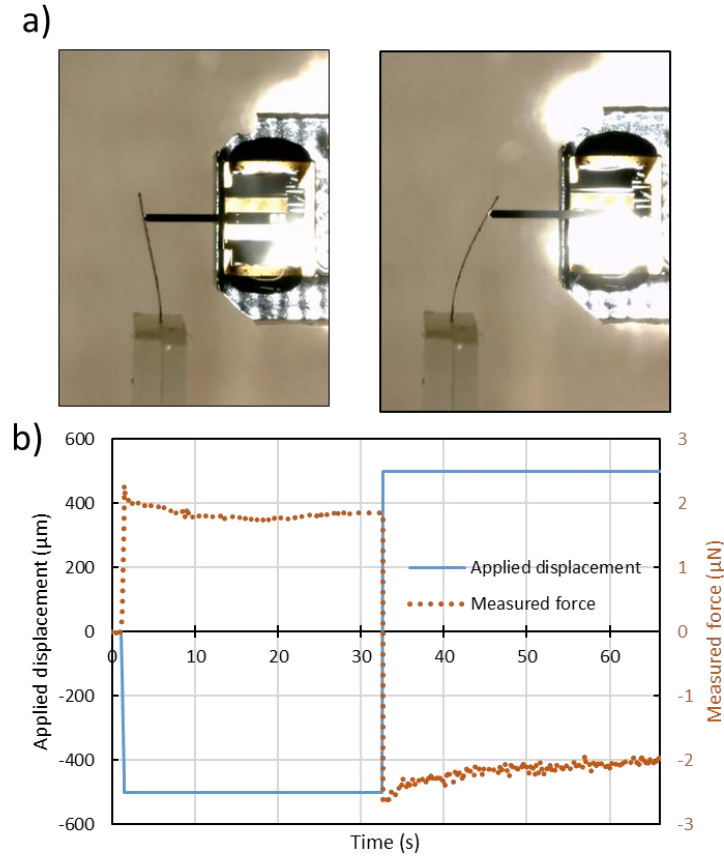 a)
b)
600
400
200
0
-200
-400
-600
Applied displacement (µm)
3
2
1
0
-1
-2
-3
Measured force (µN)
Applied displacement
Measured force
0 10 20 30 40 50 60
Time (s)